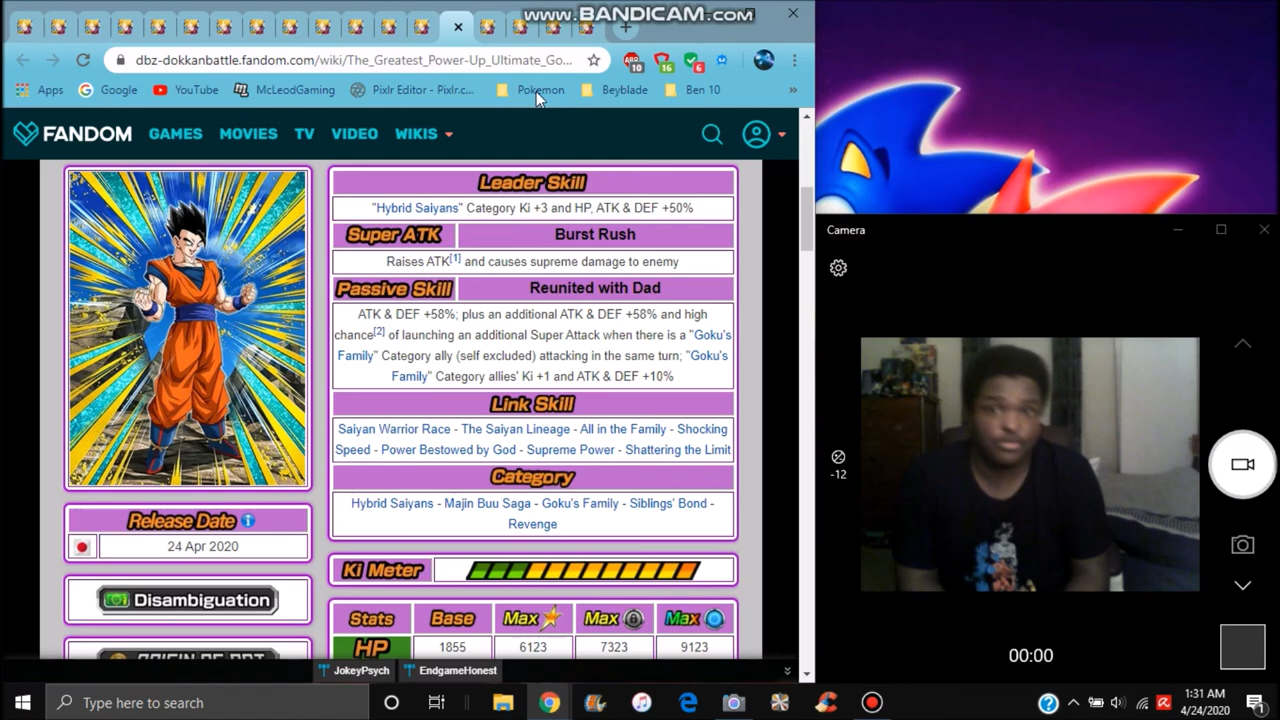 www.BANDICAM.com
dbz-dokkanbattle.fandom.com/wiki/The_Greatest_Power-Up_Ultimate_Go...
ABP
10
16
6
Apps
Google
YouTube
McLeodGaming
Pixlr Editor - Pixlr.c...
Pokemon
Beyblade
Ben 10
»
FANDOM
GAMES
MOVIES
TV
VIDEO
WIKIS
Leader Skill
"Hybrid Saiyans" Category Ki +3 and HP, ATK & DEF +50%
Super ATK
Burst Rush
Raises ATK[1] and causes supreme damage to enemy
Passive Skill
Reunited with Dad
ATK & DEF +58%; plus an additional ATK & DEF +58% and high
chance[2] of launching an additional Super Attack when there is a "Goku's
Family" Category ally (self excluded) attacking in the same turn; "Goku's
Family" Category allies' Ki +1 and ATK & DEF +10%
Link Skill
Saiyan Warrior Race - The Saiyan Lineage - All in the Family - Shocking
Speed - Power Bestowed by God - Supreme Power - Shattering the Limit
Category
Hybrid Saiyans - Majin Buu Saga - Goku's Family - Siblings' Bond -
Revenge
Release Date
24 Apr 2020
Disambiguation
Ki Meter
Stats
Base
Max
Max
Max
HP
1855
6123
7323
9123
JokeyPsych
EndgameHonest
Camera
-12
00:00
Type here to search
1:31 AM
4/24/2020
1